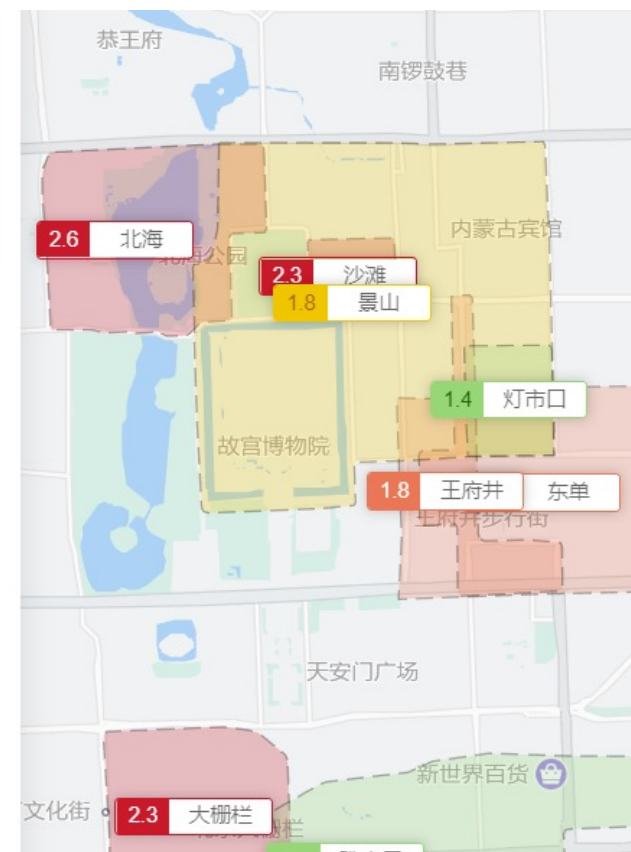 恭王府
南锣鼓巷
内蒙古宾馆
2.6 北海
北海公园
2.3 沙滩
1.8 景山
1.4 灯市口
故宫博物院
1.8 王府井 东单
王府井步行街
天安门广场
新世界百货
文化街
2.3 大栅栏